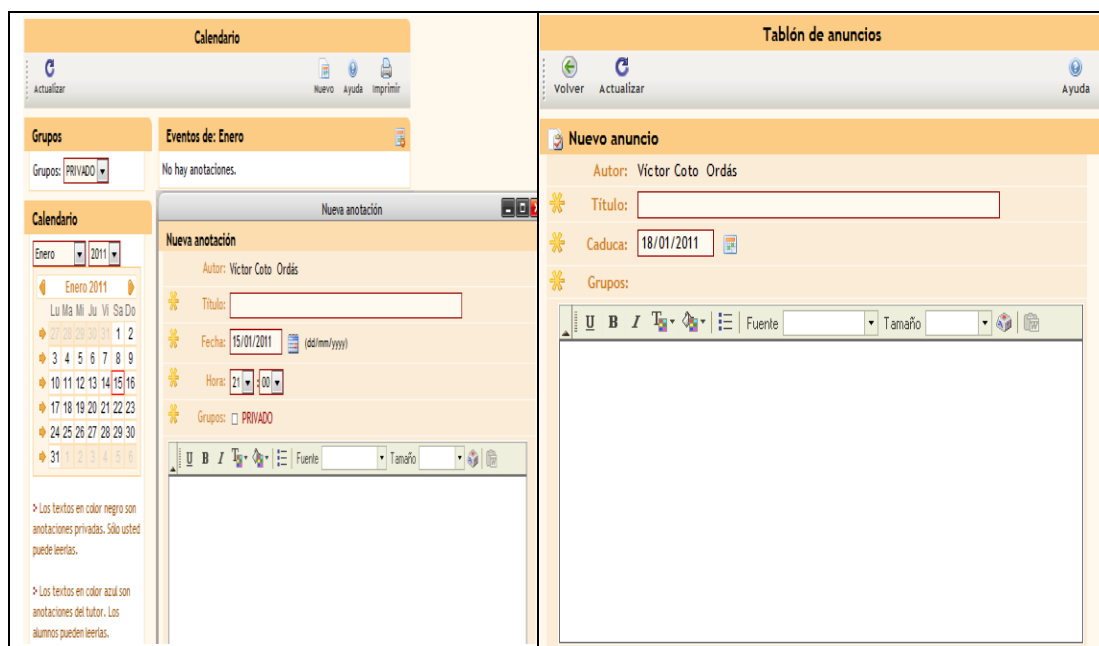 Calendario
Actualizar
Nuevo Ayuda Imprimir
Grupos
Grupos: PRIVADO
Calendario
Enero 2011
Enero 2011
Lu Ma Mi Ju Vi Sa Do
27 28 29 30 31 1 2
3 4 5 6 7 8 9
10 11 12 13 14 15 16
17 18 19 20 21 22 23
24 25 26 27 28 29 30
31 1 2 3 4 5 6
> Los textos en color negro son
anotaciones privadas. Sólo usted
puede leerlas.
> Los textos en color azul son
anotaciones del tutor. Los
alumnos pueden leerlas.
Eventos de: Enero
No hay anotaciones.
Nueva anotación
Nueva anotación
Autor: Víctor Coto Ordás
Título:
Fecha: 15/01/2011 (dd/mm/yyyy)
Hora: 21 : 00
Grupos: PRIVADO
U B I T Fuente Tamaño
Tablón de anuncios
Volver Actualizar
Ayuda
Nuevo anuncio
Autor: Víctor Coto Ordás
Título:
Caduca: 18/01/2011
Grupos:
U B I T Fuente Tamaño